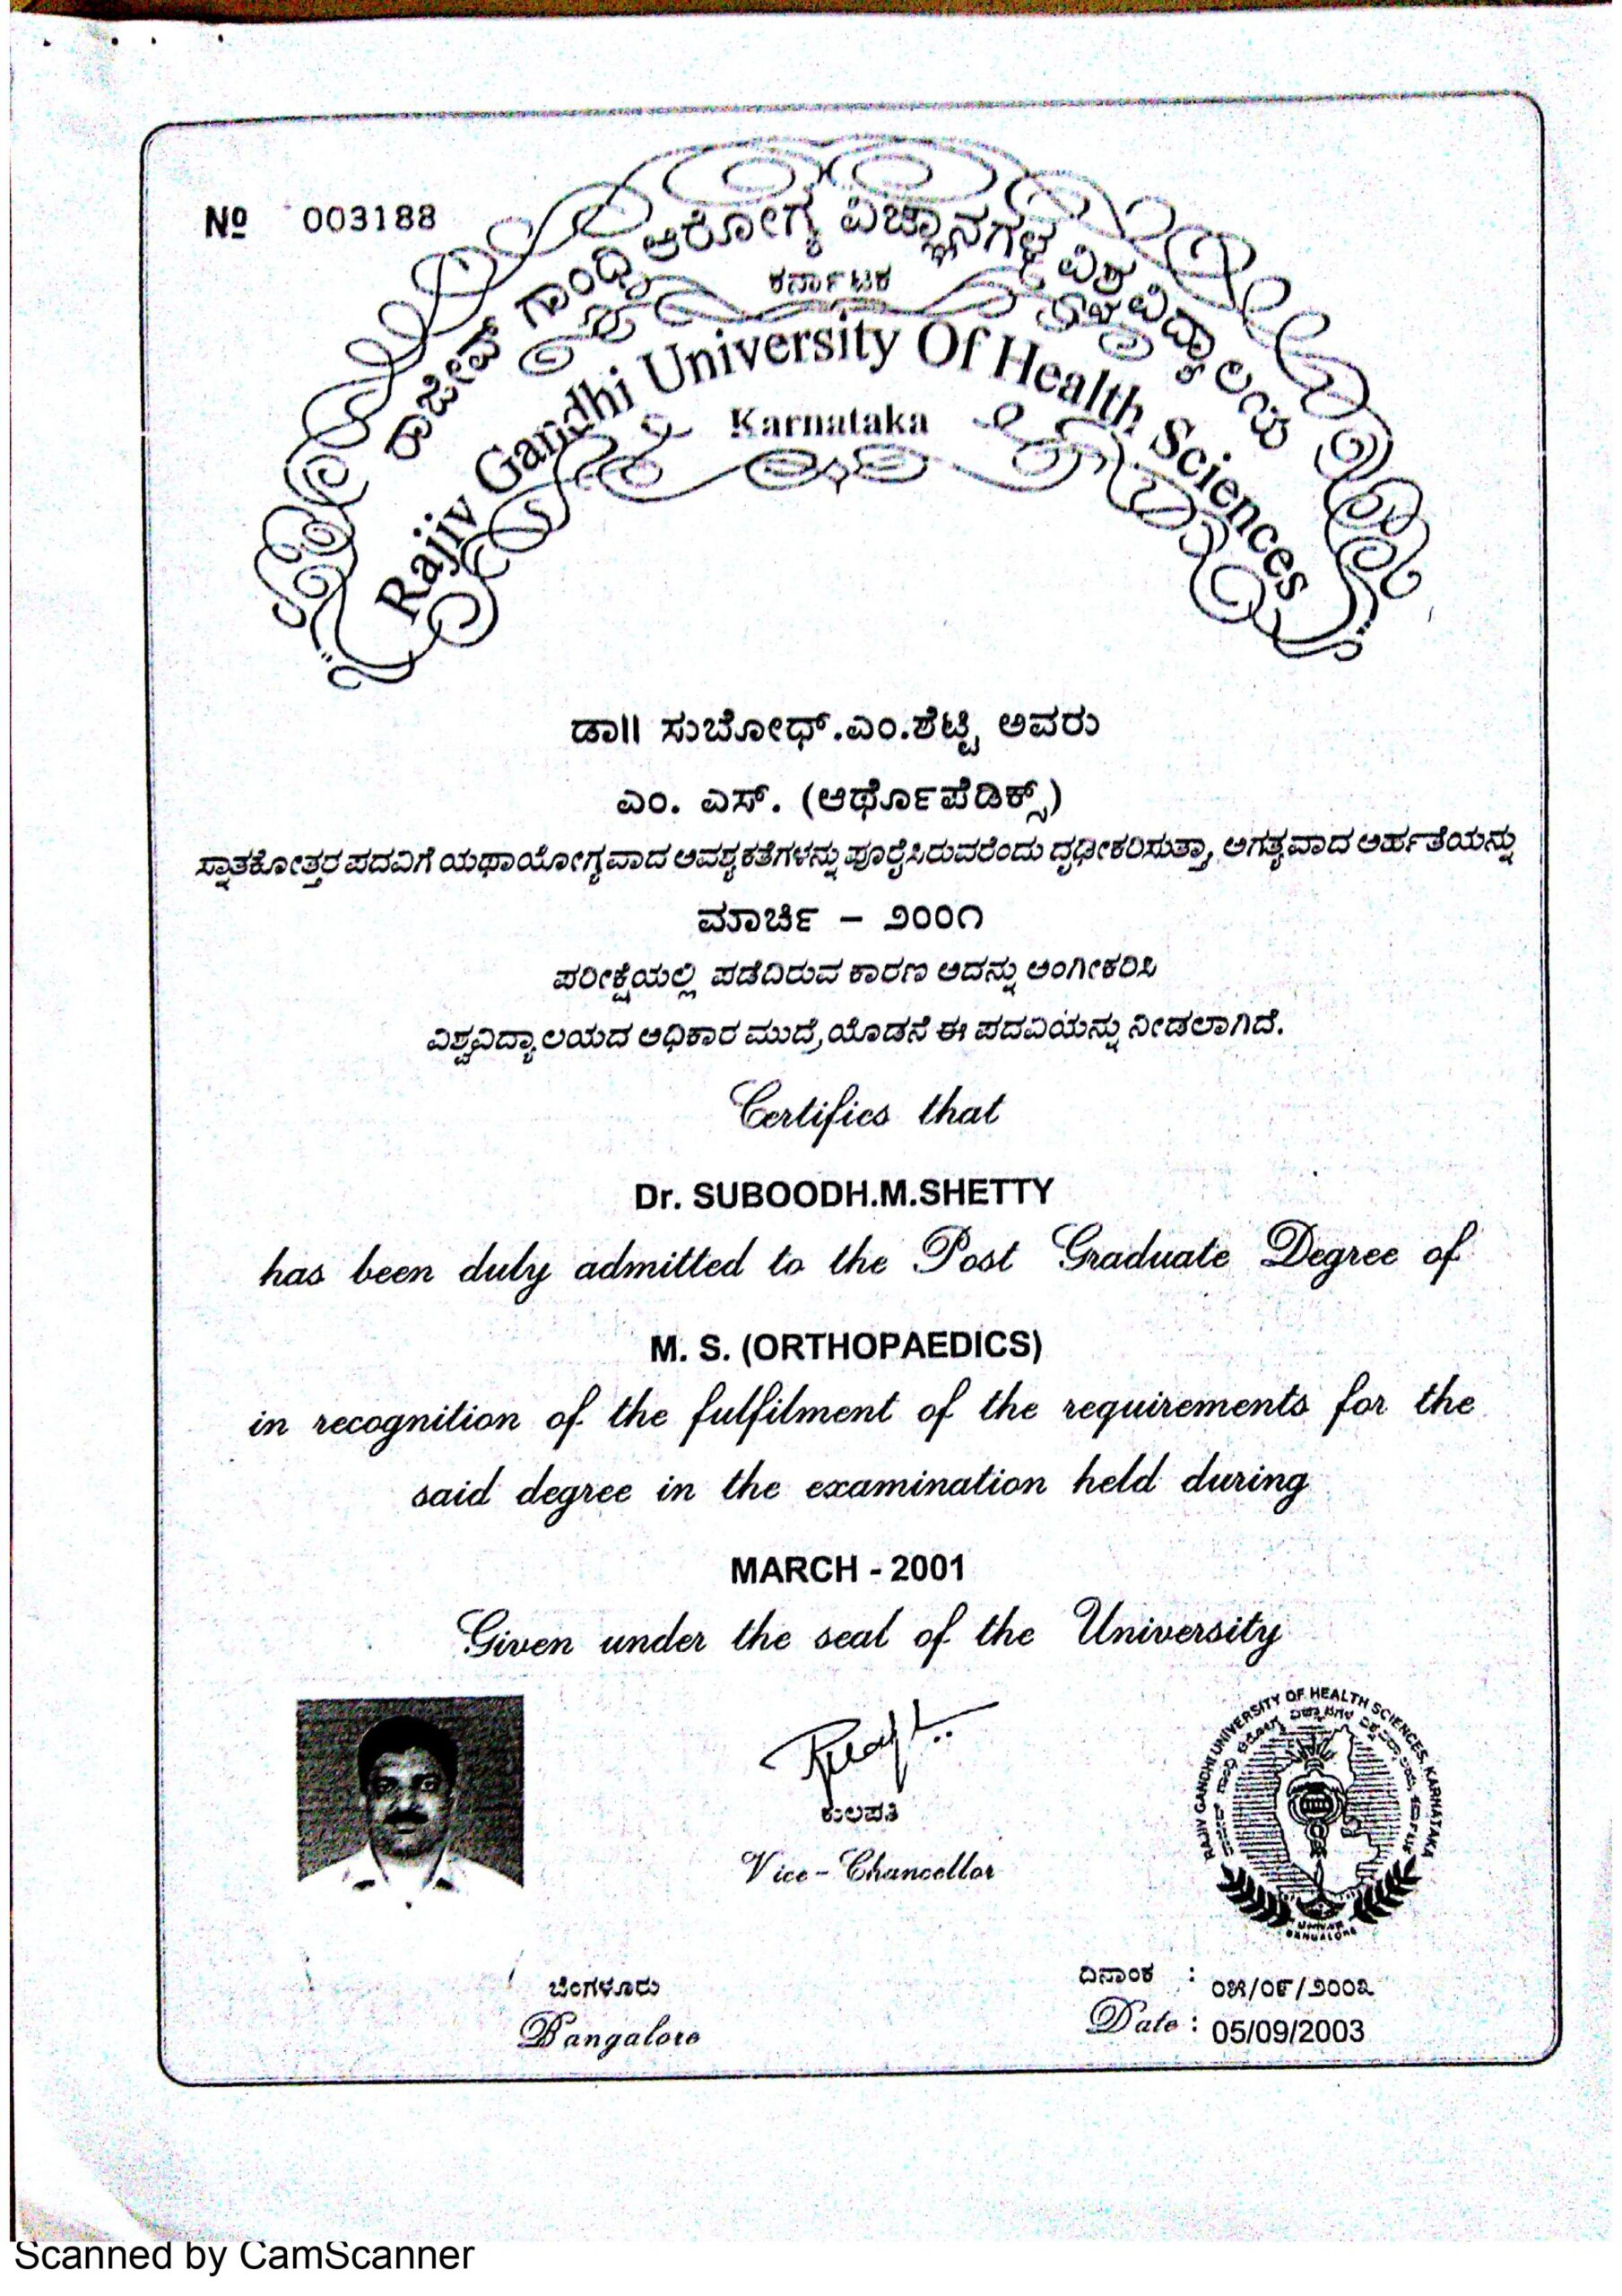 Nº 003188
ರಾಜೀವ್ ಗಾಂಧಿ ಆರೋಗ್ಯ ವಿಜ್ಞಾನಗಳ ವಿಶ್ವವಿದ್ಯಾಲಯ
ಕರ್ನಾಟಕ
Rajiv Gandhi University Of Health Sciences
Karnataka
ಡಾ॥ ಸುಬೋಧ್.ಎಂ.ಶೆಟ್ಟಿ ಅವರು
ಎಂ. ಎಸ್. (ಆರ್ಥೋಪೆಡಿಕ್ಸ್)
ಸ್ನಾತಕೋತ್ತರ ಪದವಿಗೆ ಯಥಾಯೋಗ್ಯವಾದ ಅವಶ್ಯಕತೆಗಳನ್ನು ಪೂರೈಸಿರುವರೆಂದು ದೃಢೀಕರಿಸುತ್ತಾ, ಅಗತ್ಯವಾದ ಅರ್ಹತೆಯನ್ನು
ಮಾರ್ಚಿ – ೨೦೦೧
ಪರೀಕ್ಷೆಯಲ್ಲಿ ಪಡೆದಿರುವ ಕಾರಣ ಅದನ್ನು ಅಂಗೀಕರಿಸಿ
ವಿಶ್ವವಿದ್ಯಾಲಯದ ಅಧಿಕಾರ ಮುದ್ರೆಯೊಡನೆ ಈ ಪದವಿಯನ್ನು ನೀಡಲಾಗಿದೆ.
Certifies that
Dr. SUBOODH.M.SHETTY
has been duly admitted to the Post Graduate Degree of
M. S. (ORTHOPAEDICS)
in recognition of the fulfilment of the requirements for the
said degree in the examination held during
MARCH - 2001
Given under the seal of the University
ಕುಲಪತಿ
Vice-Chancellor
RAJIV GANDHI UNIVERSITY OF HEALTH SCIENCES, KARNATAKA
BANGALORE
ಬೆಂಗಳೂರು
Bangalore
ದಿನಾಂಕ : ೦೫/೦೯/೨೦೦೩
Date : 05/09/2003
Scanned by CamScanner